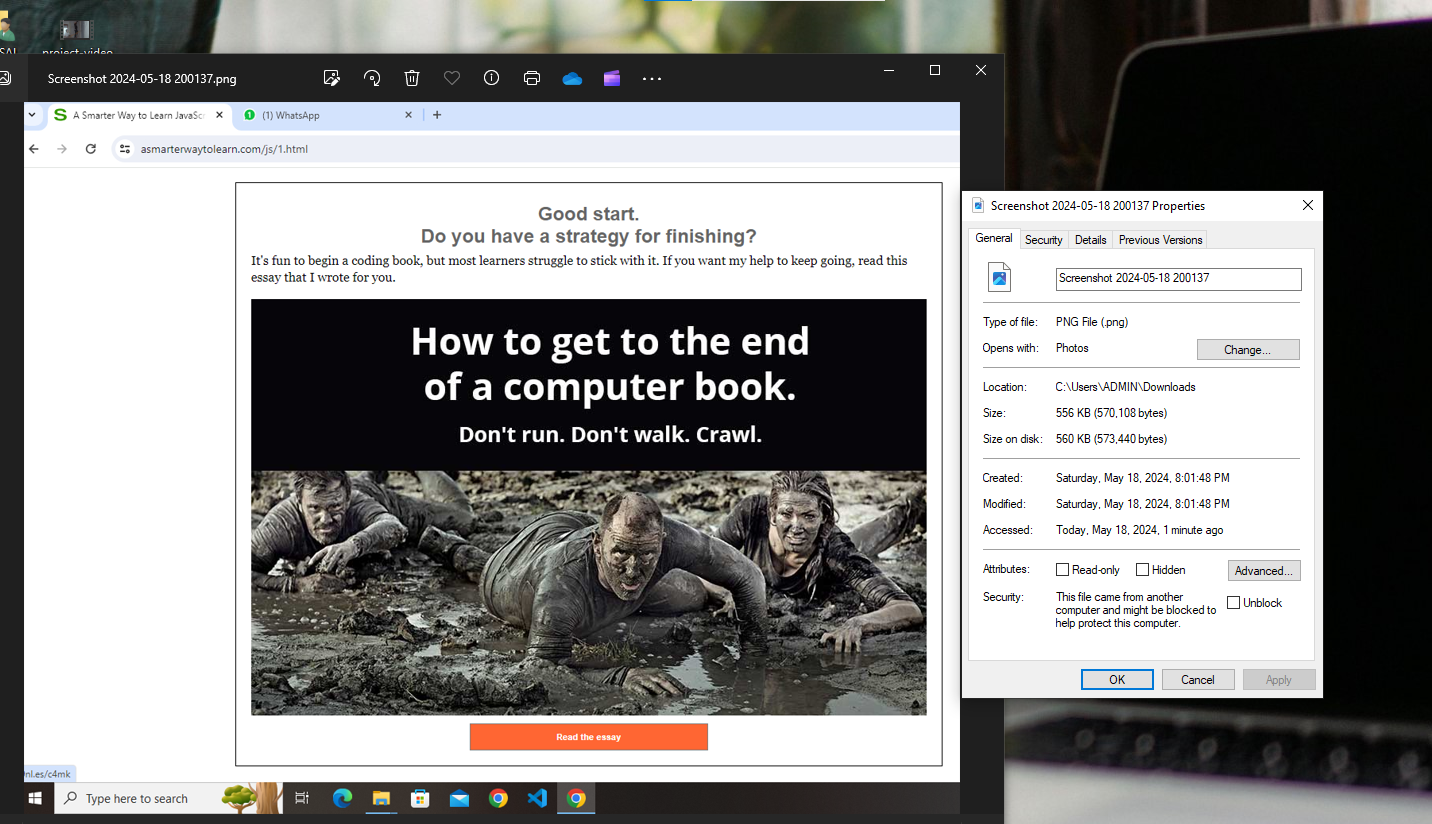 project-video
Screenshot 2024-05-18 200137.png
A Smarter Way to Learn JavaSc
(1) WhatsApp
asmarterwaytolearn.com/js/1.html
Good start.
Do you have a strategy for finishing?
It's fun to begin a coding book, but most learners struggle to stick with it. If you want my help to keep going, read this
essay that I wrote for you.
How to get to the end
of a computer book.
Don't run. Don't walk. Crawl.
Read the essay
nl.es/c4mk
Type here to search
Screenshot 2024-05-18 200137 Properties
General Security Details Previous Versions
Screenshot 2024-05-18 200137
Type of file: PNG File (.png)
Opens with: Photos Change...
Location: C:\Users\ADMIN\Downloads
Size: 556 KB (570,108 bytes)
Size on disk: 560 KB (573,440 bytes)
Created: Saturday, May 18, 2024, 8:01:48 PM
Modified: Saturday, May 18, 2024, 8:01:48 PM
Accessed: Today, May 18, 2024, 1 minute ago
Attributes: Read-only Hidden Advanced...
Security: This file came from another
computer and might be blocked to
help protect this computer.
Unblock
OK Cancel Apply